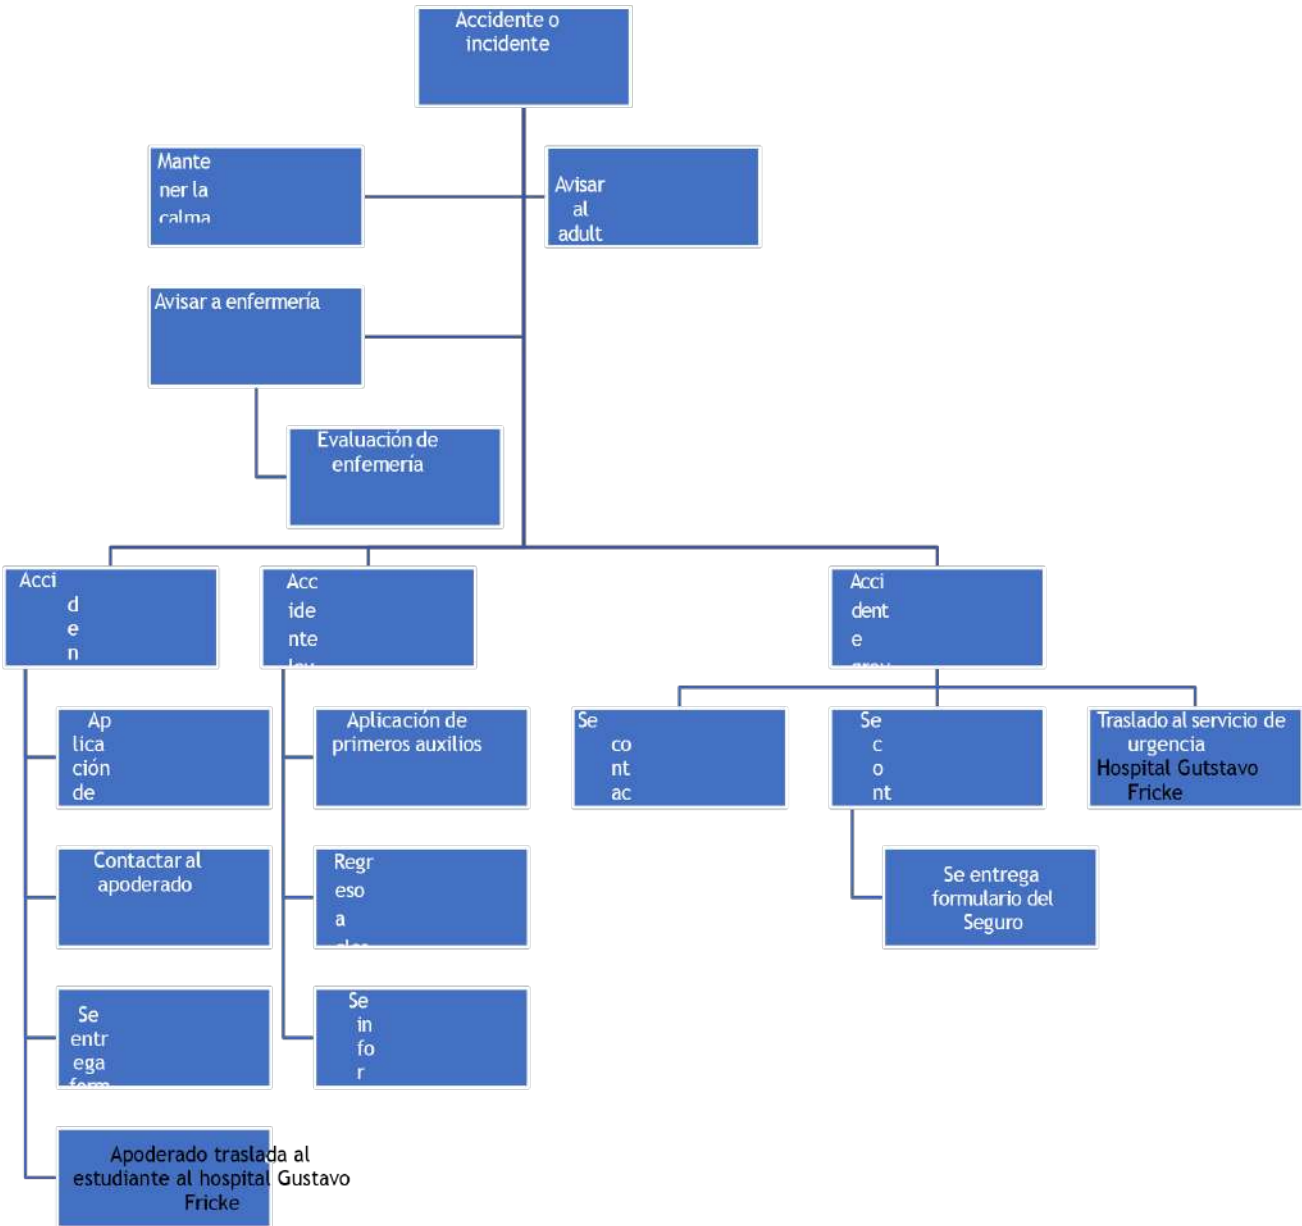 Accidente o
incidente
Mante
ner la
calma
Avisar
al
adult
Avisar a enfermería
Evaluación de
enfemería
Acci
d
e
n
Acc
ide
nte
Acci
dent
e
Ap
lica
ción
de
Aplicación de
primeros auxilios
Se
co
nt
ac
Se
c
o
nt
Traslado al servicio de
urgencia
Hospital Gutstavo
Fricke
Contactar al
apoderado
Regr
eso
a
Se entrega
formulario del
Seguro
Se
entr
ega
form
Se
in
fo
r
Apoderado traslada al
estudiante al hospital Gustavo
Fricke